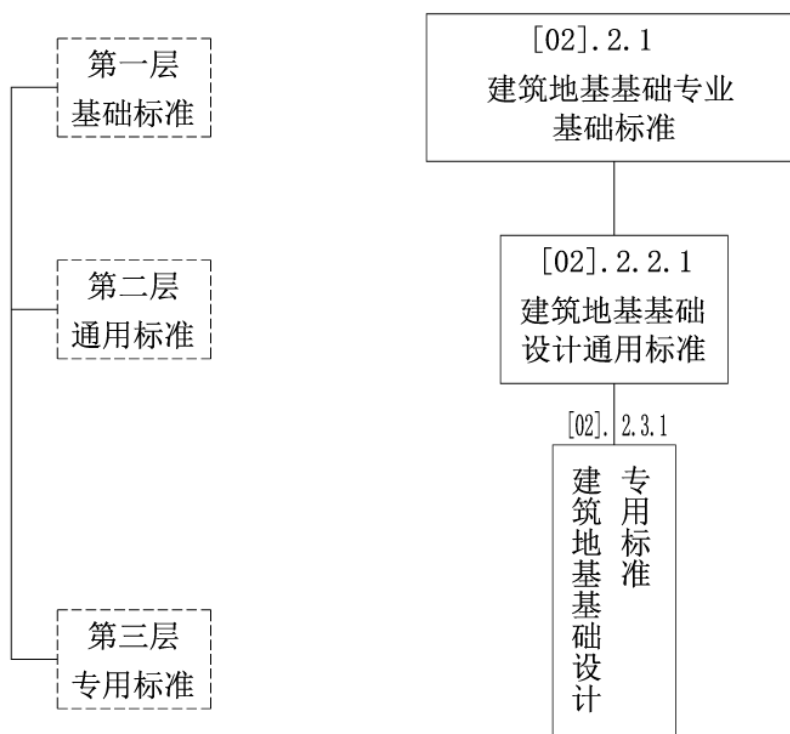 第一层
基础标准
[02].2.1
建筑地基基础专业
基础标准
第二层
通用标准
[02].2.2.1
建筑地基基础
设计通用标准
[02].2.3.1
建筑地基基础设计
专用标准
第三层
专用标准